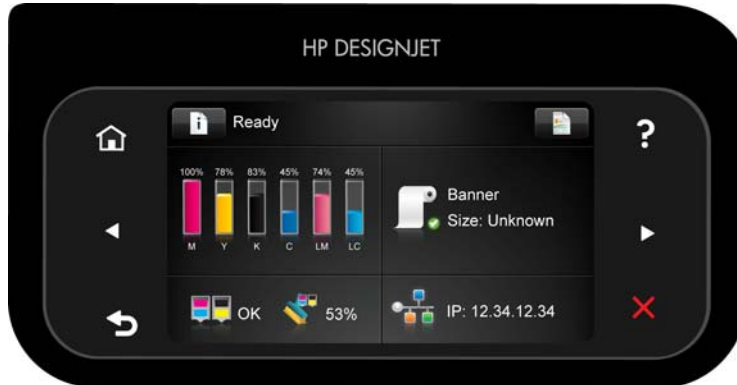 HP DESIGNJET
i Ready
?
100% 78% 83% 45% 74% 45%
M Y K C LM LC
Banner
Size: Unknown
OK 53%
IP: 12.34.12.34